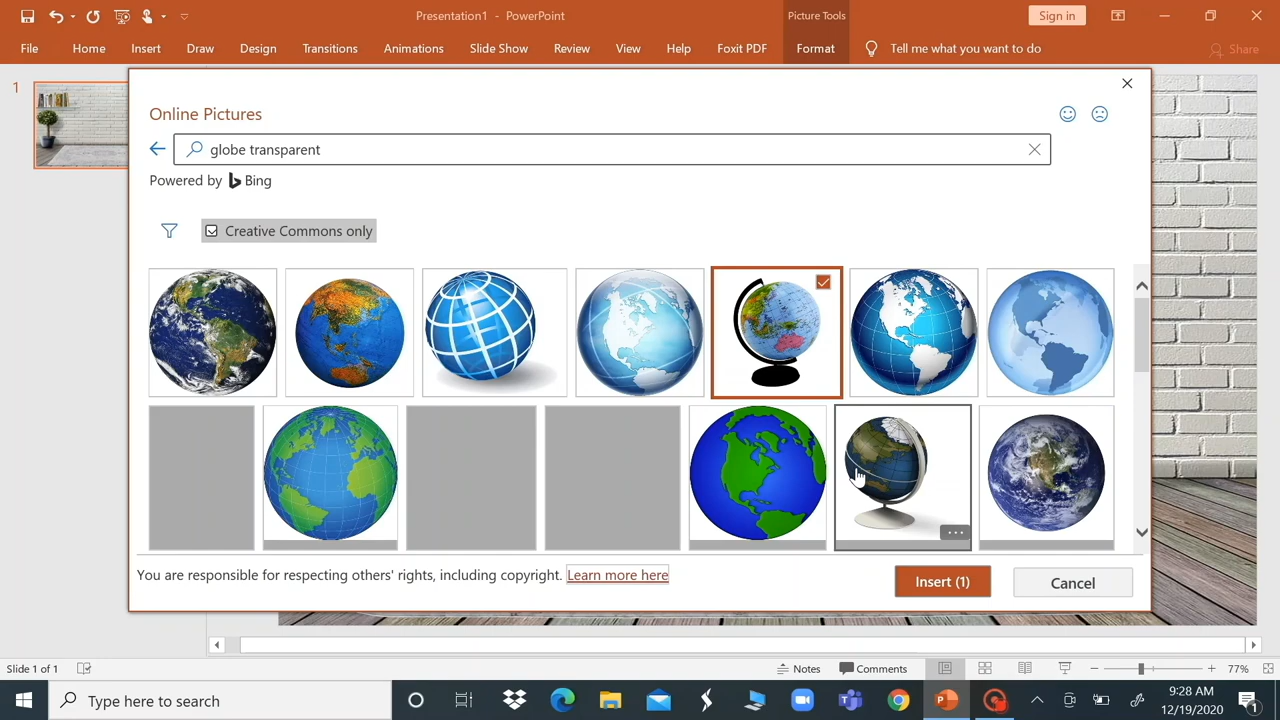 Presentation1 - PowerPoint
Picture Tools
Sign in
File Home Insert Draw Design Transitions Animations Slide Show Review View Help Foxit PDF Format Tell me what you want to do Share
1
Online Pictures
globe transparent
Powered by Bing
Creative Commons only
You are responsible for respecting others' rights, including copyright. Learn more here
Insert (1)
Cancel
Slide 1 of 1
Notes
Comments
77%
Type here to search
9:28 AM
12/19/2020
1